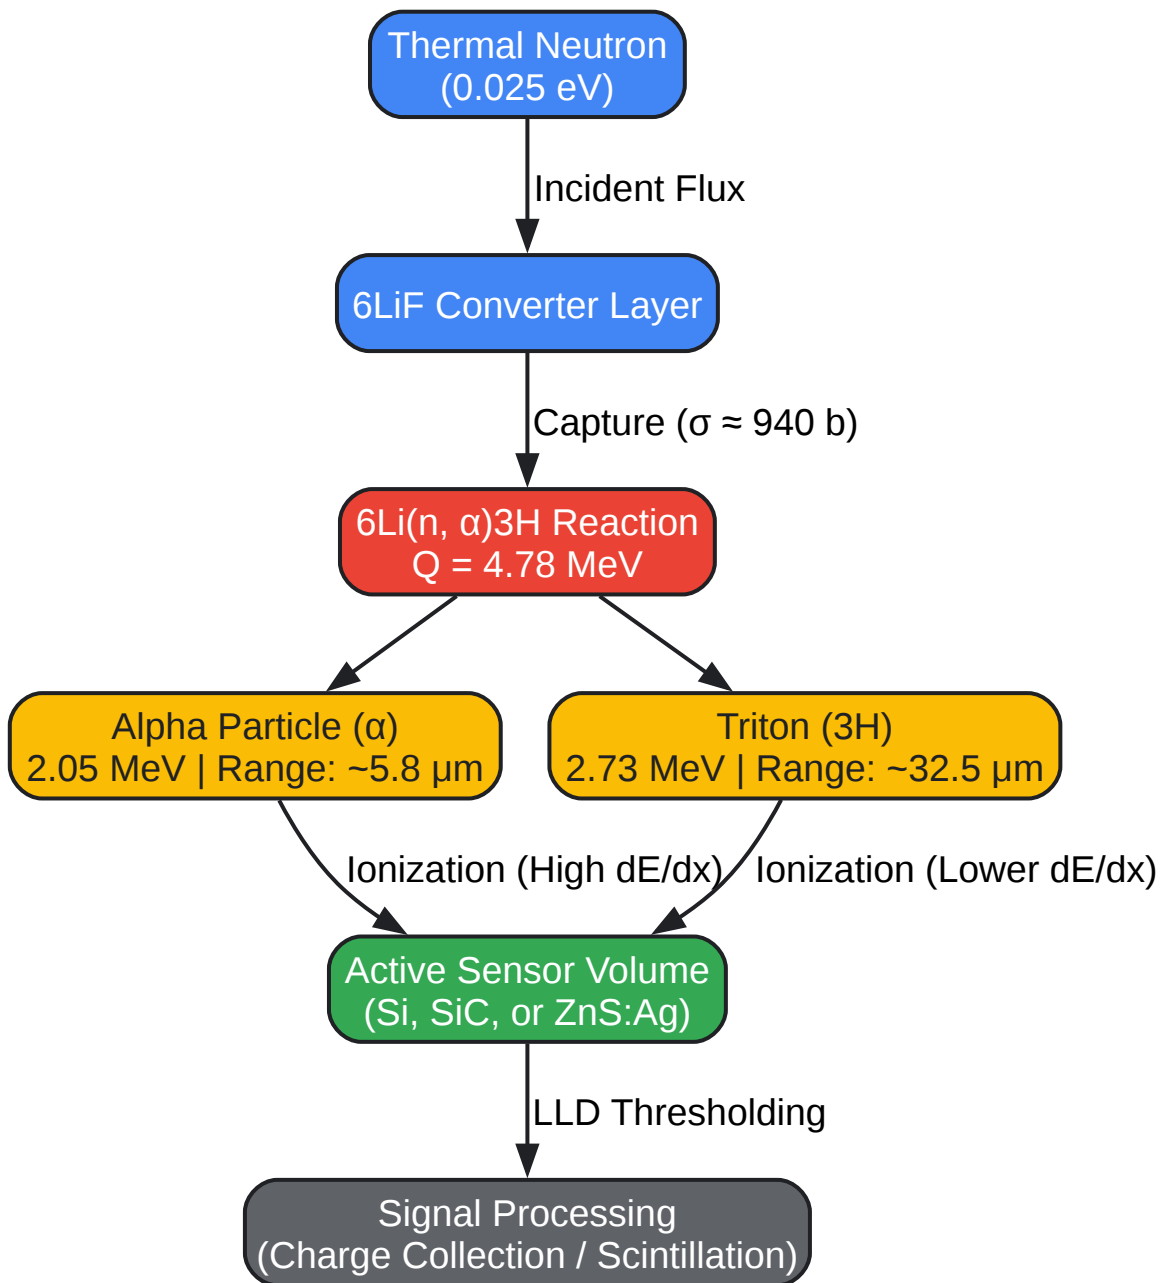 Thermal Neutron
(0.025 eV)
Incident Flux
6LiF Converter Layer
Capture (σ ≈ 940 b)
6Li(n, α)3H Reaction
Q = 4.78 MeV
Alpha Particle (α)
2.05 MeV | Range: ~5.8 μm
Triton (3H)
2.73 MeV | Range: ~32.5 μm
Ionization (High dE/dx)
Ionization (Lower dE/dx)
Active Sensor Volume
(Si, SiC, or ZnS:Ag)
LLD Thresholding
Signal Processing
(Charge Collection / Scintillation)